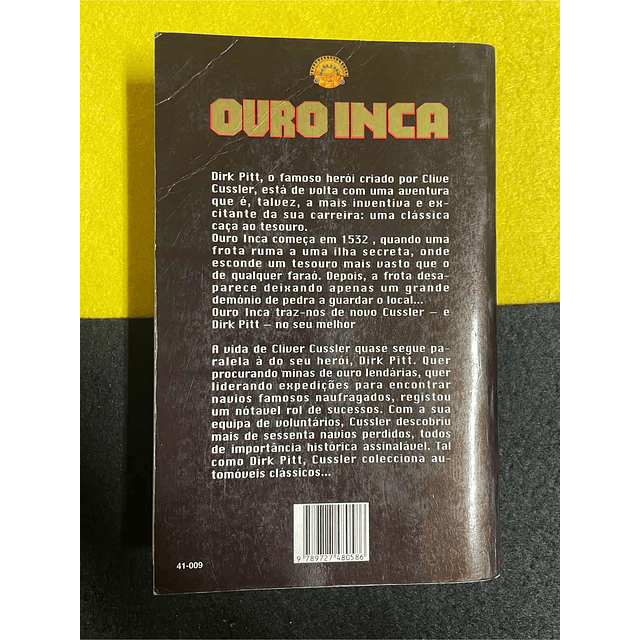 OURO INCA
Dirk Pitt, o famoso herói criado por Clive
Cussler, está de volta com uma aventura
que é, talvez, a mais inventiva e ex-
citante da sua carreira: uma clássica
caça ao tesouro.
Ouro Inca começa em 1532 , quando uma
frota ruma a uma ilha secreta, onde
esconde um tesouro mais vasto que o
de qualquer faraó. Depois, a frota desa-
parece deixando apenas um grande
demónio de pedra a guardar o local...
Ouro Inca traz-nos de novo Cussler – e
Dirk Pitt – no seu melhor
A vida de Cliver Cussler quase segue pa-
ralela à do seu herói, Dirk Pitt. Quer
procurando minas de ouro lendárias, quer
liderando expedições para encontrar
navios famosos naufragados, registou
um nótavel rol de sucessos. Com a sua
equipa de voluntários, Cussler descobriu
mais de sessenta navios perdidos, todos
de importância histórica assinalável. Tal
como Dirk Pitt, Cussler colecciona au-
tomóveis clássicos...
9 789727 480586
41-009